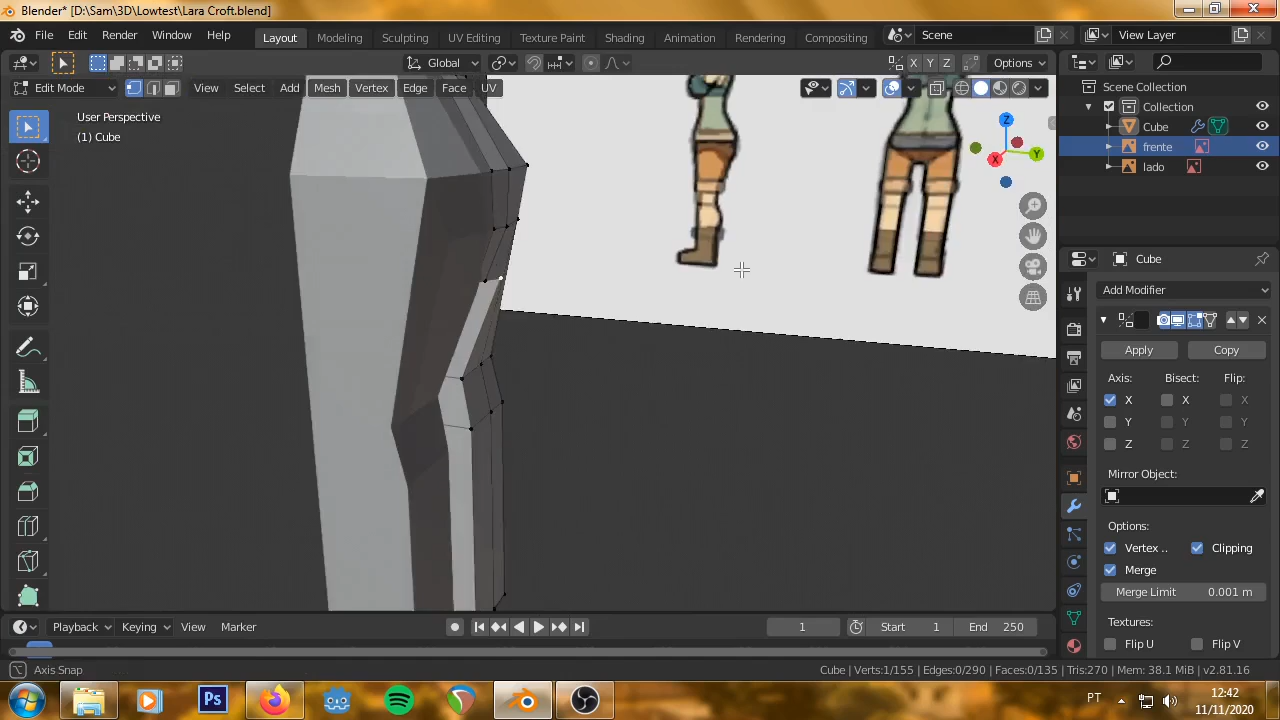 Blender* [D:\Sam\3D\Lowtest\Lara Croft.blend]
File Edit Render Window Help Layout Modeling Sculpting UV Editing Texture Paint Shading Animation Rendering Compositing Scene View Layer
Global X Y Z Options
Edit Mode View Select Add Mesh Vertex Edge Face UV
User Perspective
(1) Cube
Z
Y
X
Scene Collection
Collection
Cube
frente
lado
Cube
Add Modifier
Apply Copy
Axis: Bisect: Flip:
X X X
Y Y Y
Z Z Z
Mirror Object:
Options:
Vertex .. Clipping
Merge
Merge Limit 0.001 m
Textures:
Flip U Flip V
Playback Keying View Marker 1 Start 1 End 250
Axis Snap Cube | Verts:1/155 | Edges:0/290 | Faces:0/135 | Tris:270 | Mem: 38.1 MiB | v2.81.16
Ps PT 12:42
11/11/2020